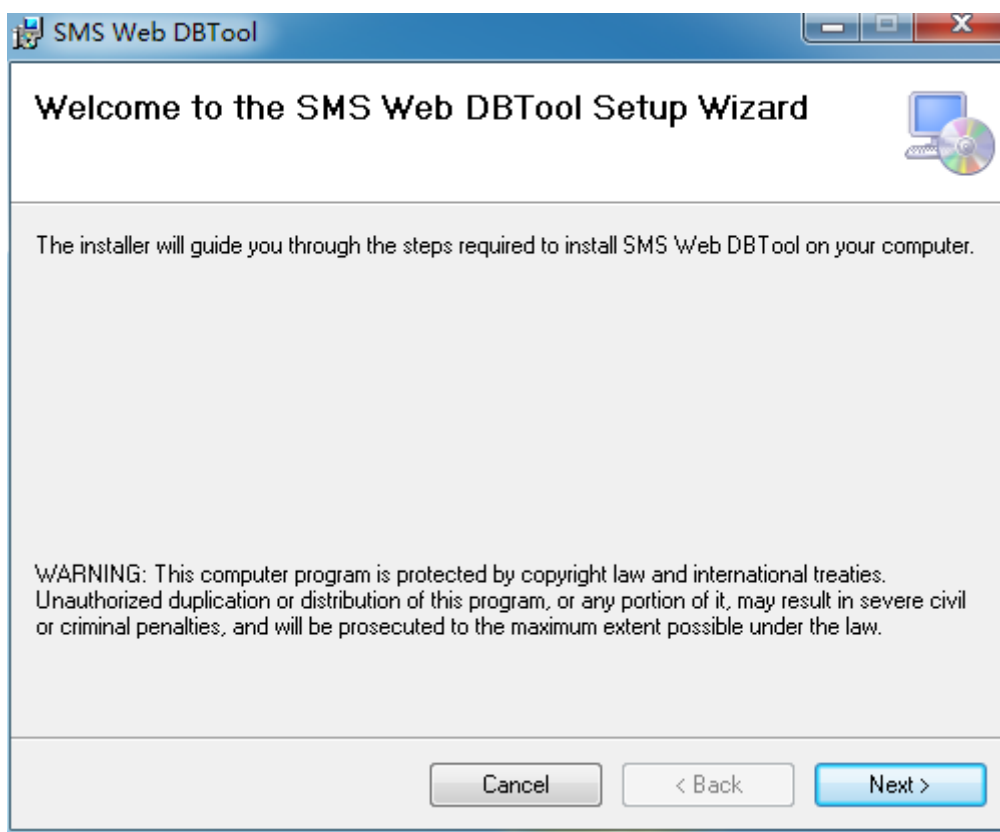 SMS Web DBTool
Welcome to the SMS Web DBTool Setup Wizard
The installer will guide you through the steps required to install SMS Web DBTool on your computer.
WARNING: This computer program is protected by copyright law and international treaties.
Unauthorized duplication or distribution of this program, or any portion of it, may result in severe civil
or criminal penalties, and will be prosecuted to the maximum extent possible under the law.
Cancel
< Back
Next >